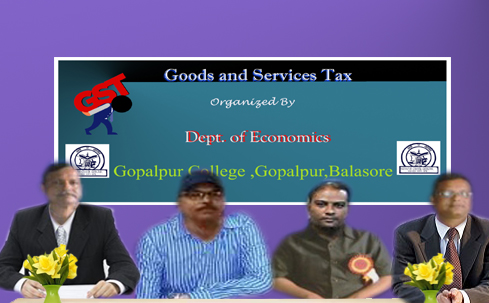 Goods and Services Tax
GST
Organized By
Dept. of Economics
Gopalpur College ,Gopalpur,Balasore